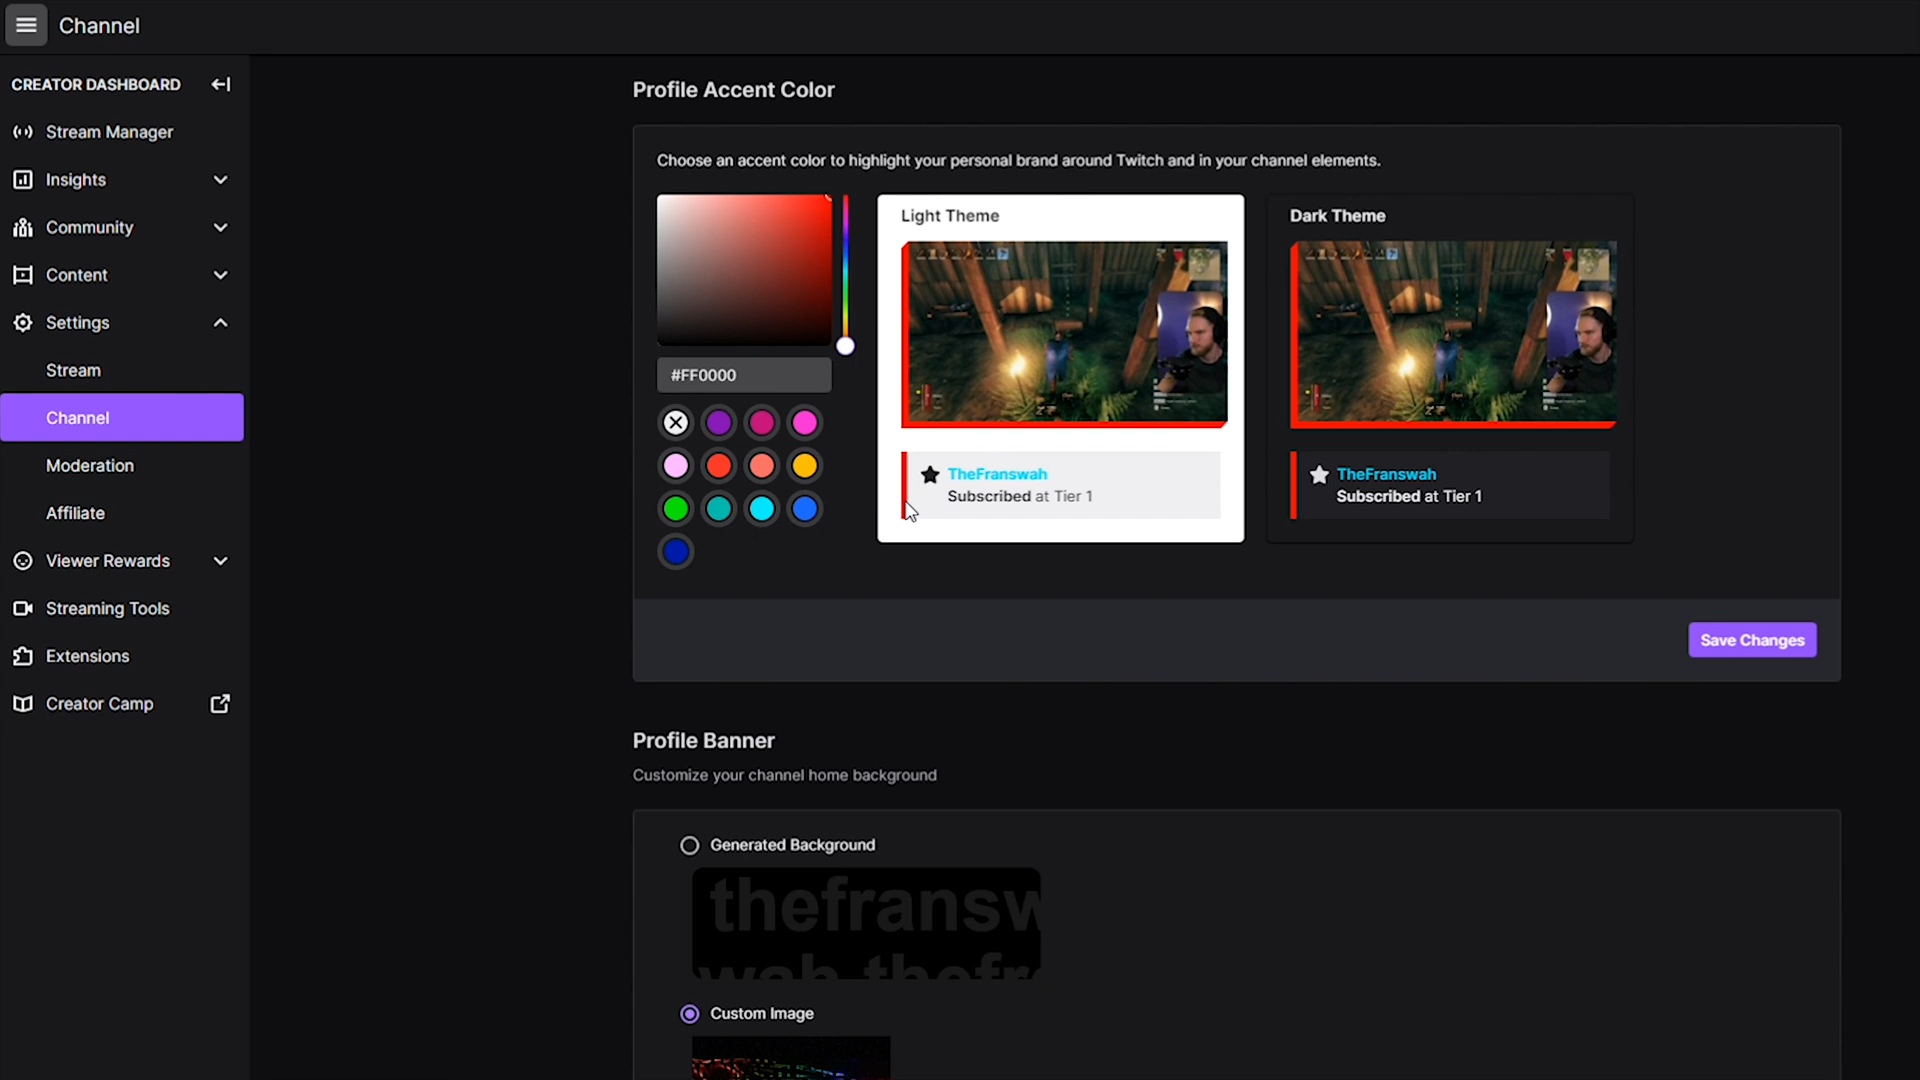 Channel
CREATOR DASHBOARD
Stream Manager
Insights
Community
Content
Settings
Stream
Channel
Moderation
Affiliate
Viewer Rewards
Streaming Tools
Extensions
Creator Camp
Profile Accent Color
Choose an accent color to highlight your personal brand around Twitch and in your channel elements.
#FF0000
Light Theme
TheFranswah
Subscribed at Tier 1
Dark Theme
TheFranswah
Subscribed at Tier 1
Save Changes
Profile Banner
Customize your channel home background
Generated Background
thefransw
wah thefr
Custom Image